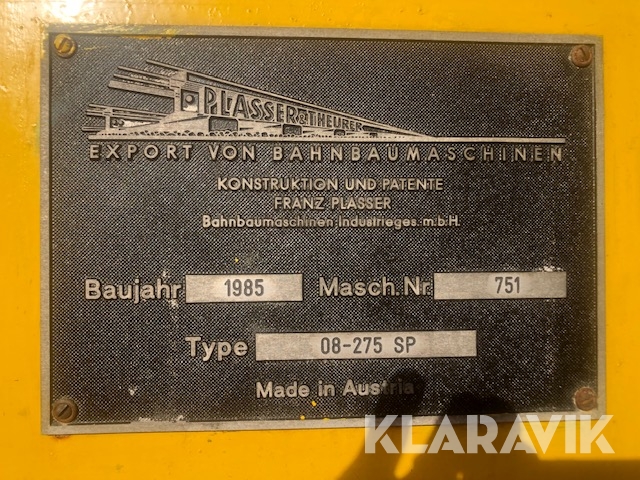 PLASSER & THEURER
EXPORT VON BAHNBAUMASCHINEN
KONSTRUKTION UND PATENTE
FRANZ PLASSER
Bahnbaumaschinen-Industrieges.m.b.H.
Baujahr 1985 Masch.Nr 751
Type 08-275 SP
Made in Austria
KLARAVIK